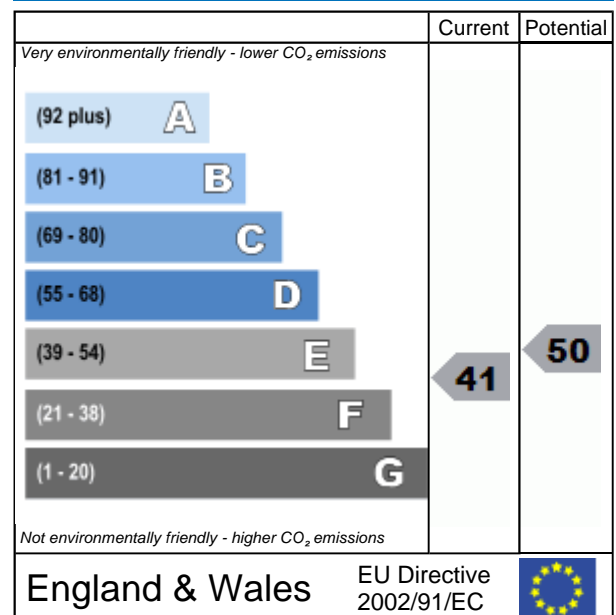 Current Potential
Very environmentally friendly - lower CO₂ emissions
(92 plus) A
(81 - 91) B
(69 - 80) C
(55 - 68) D
(39 - 54) E
50
41
(21 - 38) F
(1 - 20) G
Not environmentally friendly - higher CO₂ emissions
England & Wales
EU Directive
2002/91/EC